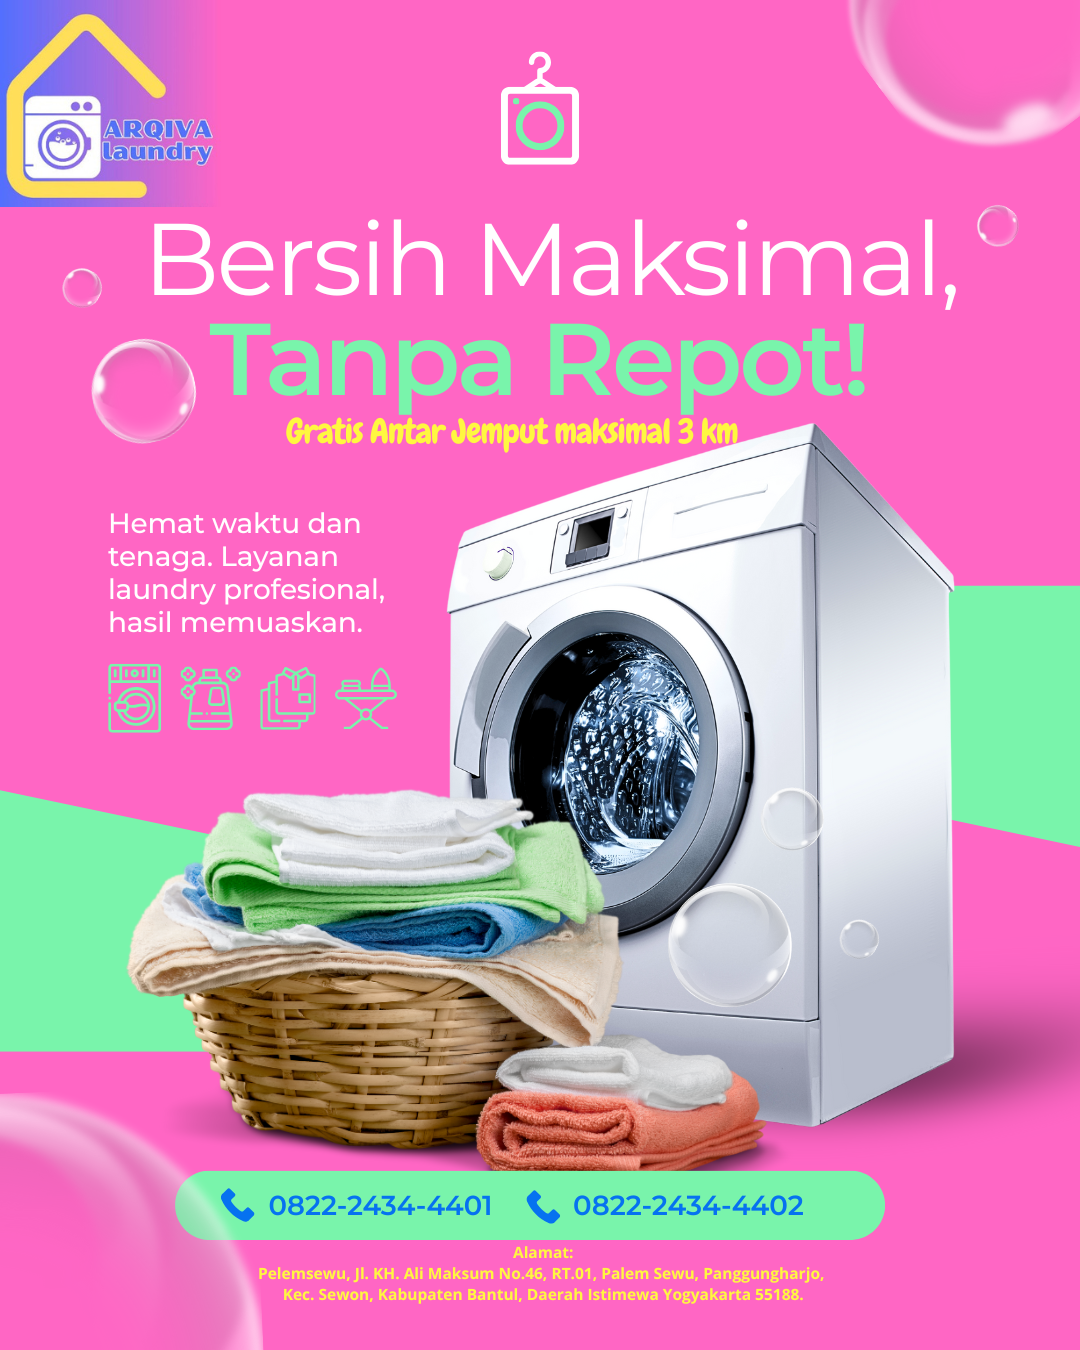 ARQIVA
laundry
Bersih Maksimal,
Tanpa Repot!
Gratis Antar Jemput maksimal 3 km
Hemat waktu dan
tenaga. Layanan
laundry profesional,
hasil memuaskan.
0822-2434-4401 0822-2434-4402
Alamat:
Pelemsewu, Jl. KH. Ali Maksum No.46, RT.01, Palem Sewu, Panggungharjo,
Kec. Sewon, Kabupaten Bantul, Daerah Istimewa Yogyakarta 55188.